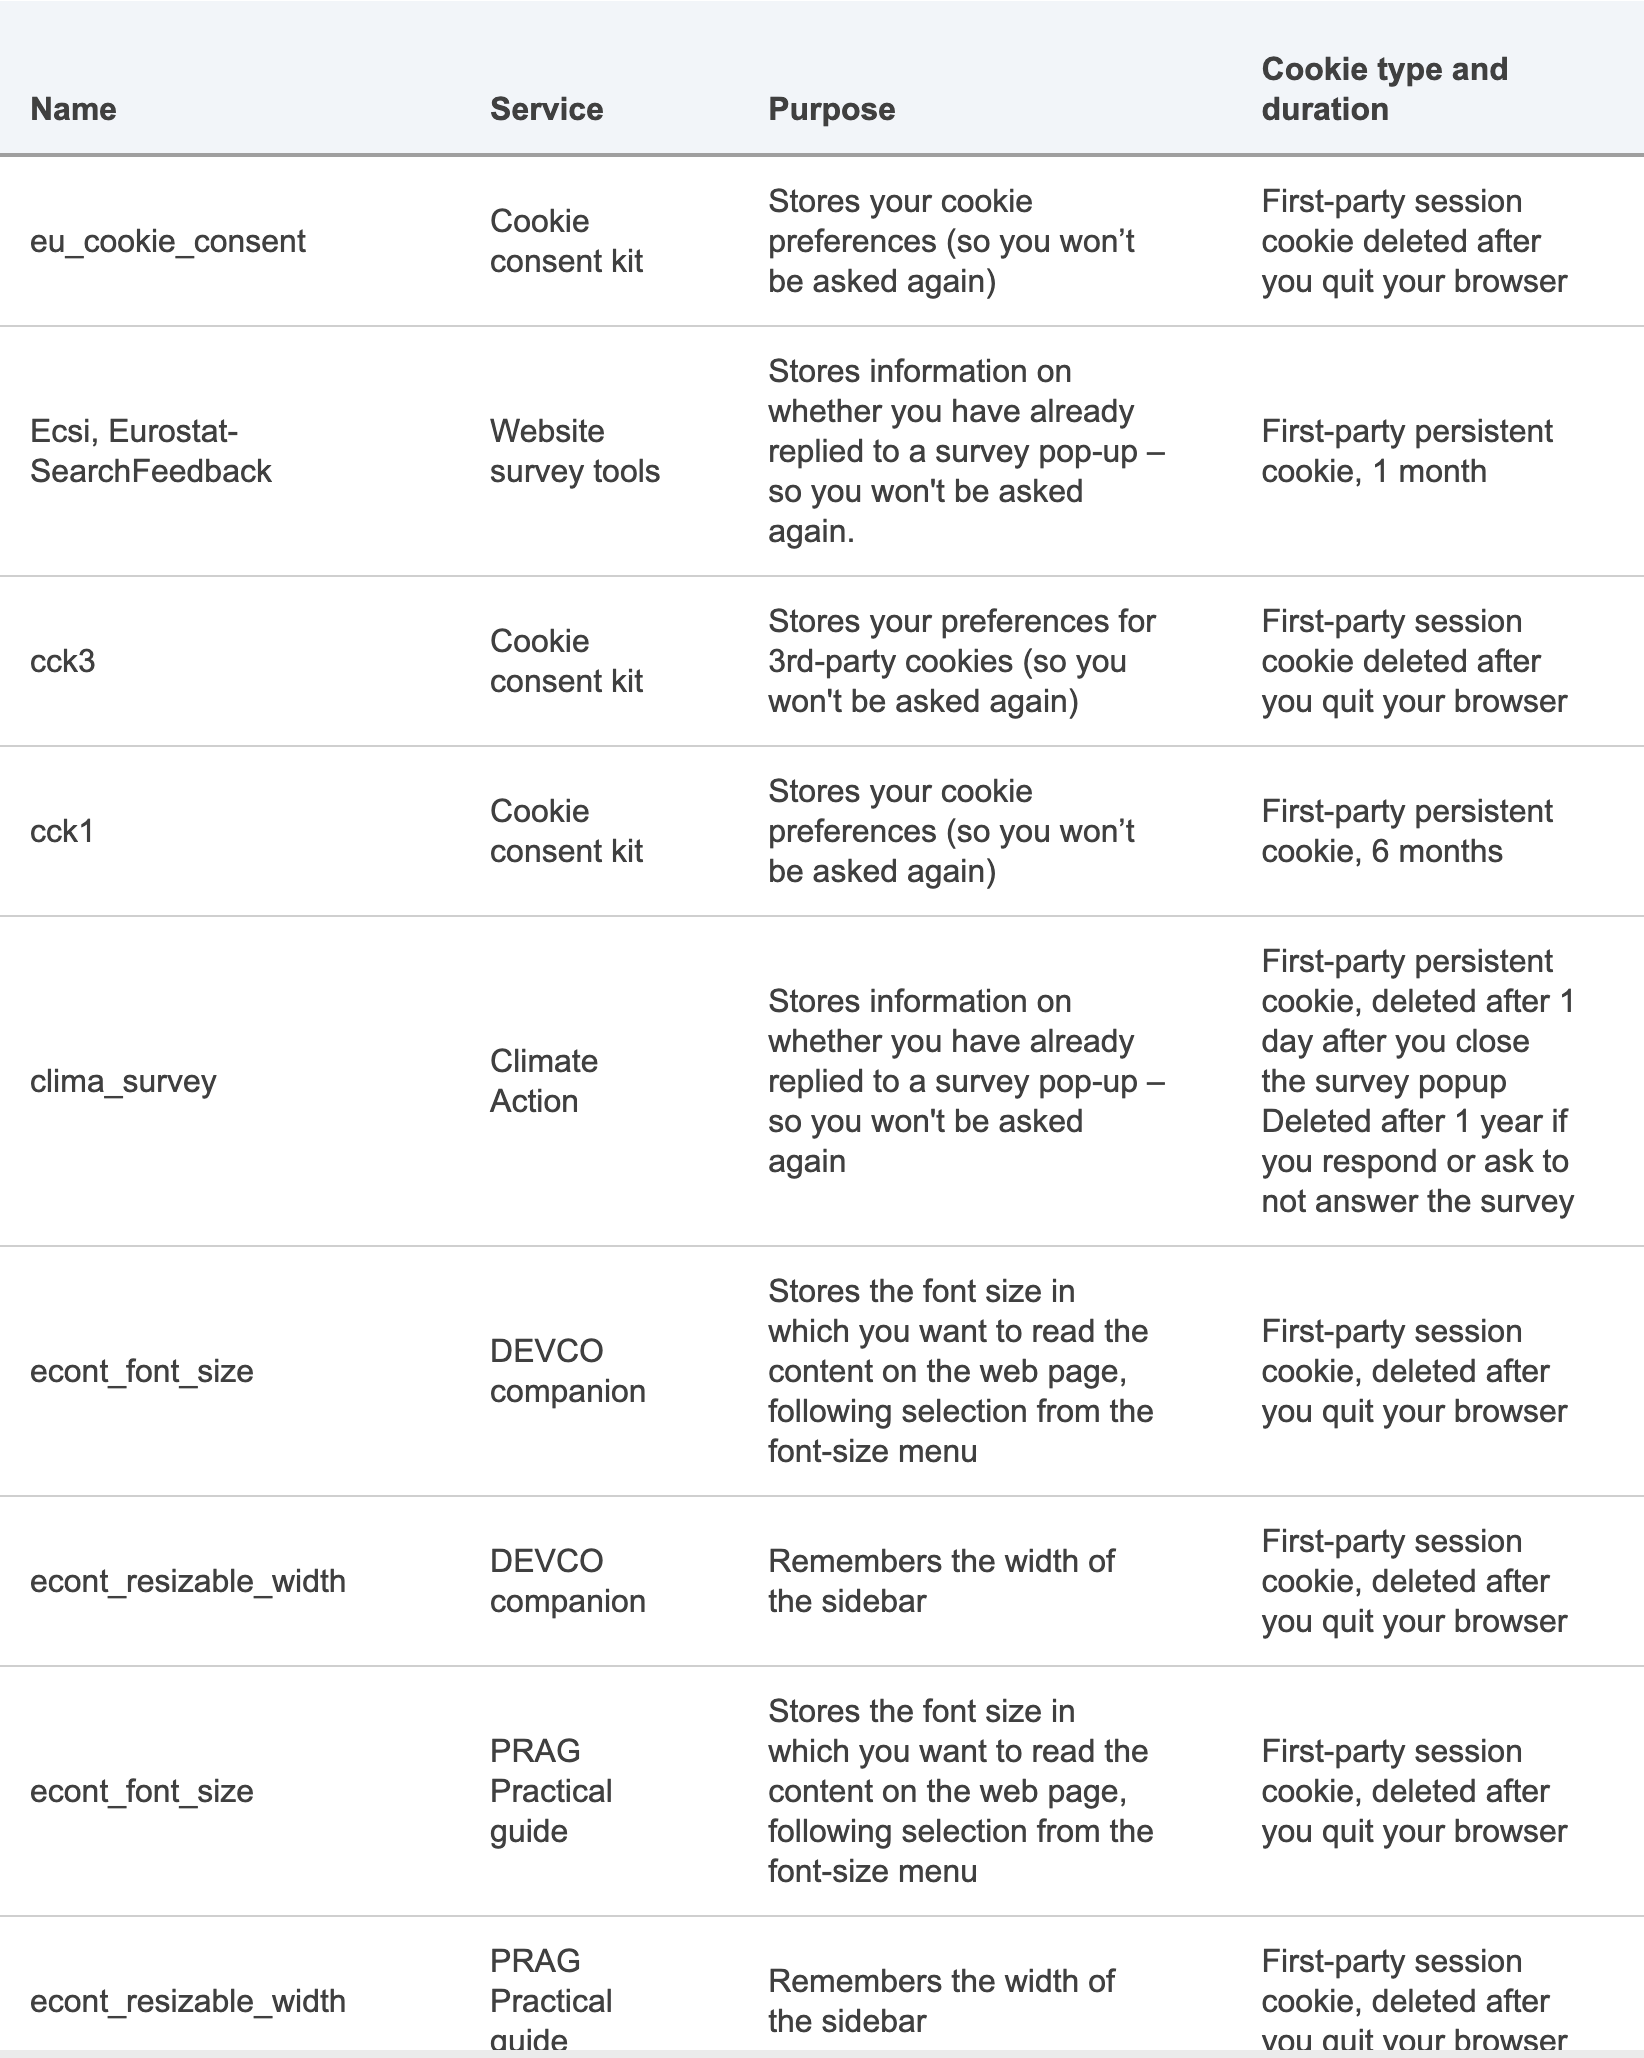 Name
Service
Purpose
Cookie type and
duration
eu_cookie_consent
Cookie
consent kit
Stores your cookie
preferences (so you won’t
be asked again)
First-party session
cookie deleted after
you quit your browser
Ecsi, Eurostat-
SearchFeedback
Website
survey tools
Stores information on
whether you have already
replied to a survey pop-up –
so you won't be asked
again.
First-party persistent
cookie, 1 month
cck3
Cookie
consent kit
Stores your preferences for
3rd-party cookies (so you
won't be asked again)
First-party session
cookie deleted after
you quit your browser
cck1
Cookie
consent kit
Stores your cookie
preferences (so you won’t
be asked again)
First-party persistent
cookie, 6 months
clima_survey
Climate
Action
Stores information on
whether you have already
replied to a survey pop-up –
so you won't be asked
again
First-party persistent
cookie, deleted after 1
day after you close
the survey popup
Deleted after 1 year if
you respond or ask to
not answer the survey
econt_font_size
DEVCO
companion
Stores the font size in
which you want to read the
content on the web page,
following selection from the
font-size menu
First-party session
cookie, deleted after
you quit your browser
econt_resizable_width
DEVCO
companion
Remembers the width of
the sidebar
First-party session
cookie, deleted after
you quit your browser
econt_font_size
PRAG
Practical
guide
Stores the font size in
which you want to read the
content on the web page,
following selection from the
font-size menu
First-party session
cookie, deleted after
you quit your browser
econt_resizable_width
PRAG
Practical
guide
Remembers the width of
the sidebar
First-party session
cookie, deleted after
you quit your browser